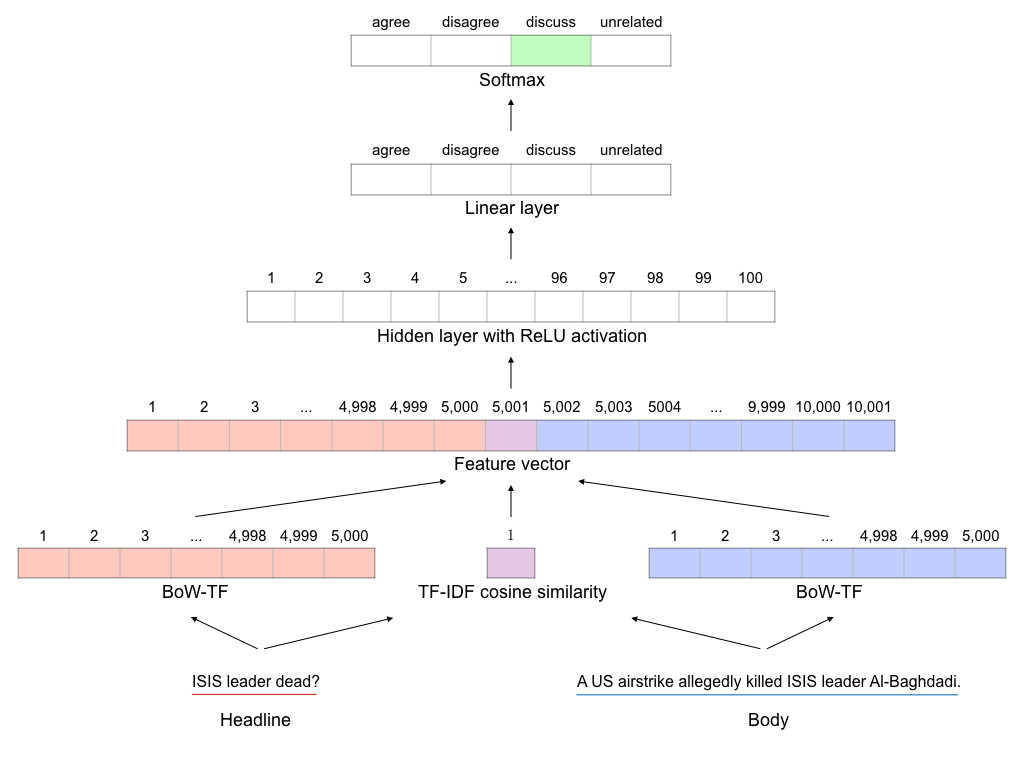 agree disagree discuss unrelated
Softmax
agree disagree discuss unrelated
Linear layer
1 2 3 4 5 ... 96 97 98 99 100
Hidden layer with ReLU activation
1 2 3 ... 4,998 4,999 5,000 5,001 5,002 5,003 5004 ... 9,999 10,000 10,001
Feature vector
1 2 3 ... 4,998 4,999 5,000 1 1 2 3 ... 4,998 4,999 5,000
BoW-TF TF-IDF cosine similarity BoW-TF
ISIS leader dead? A US airstrike allegedly killed ISIS leader Al-Baghdadi.
Headline Body